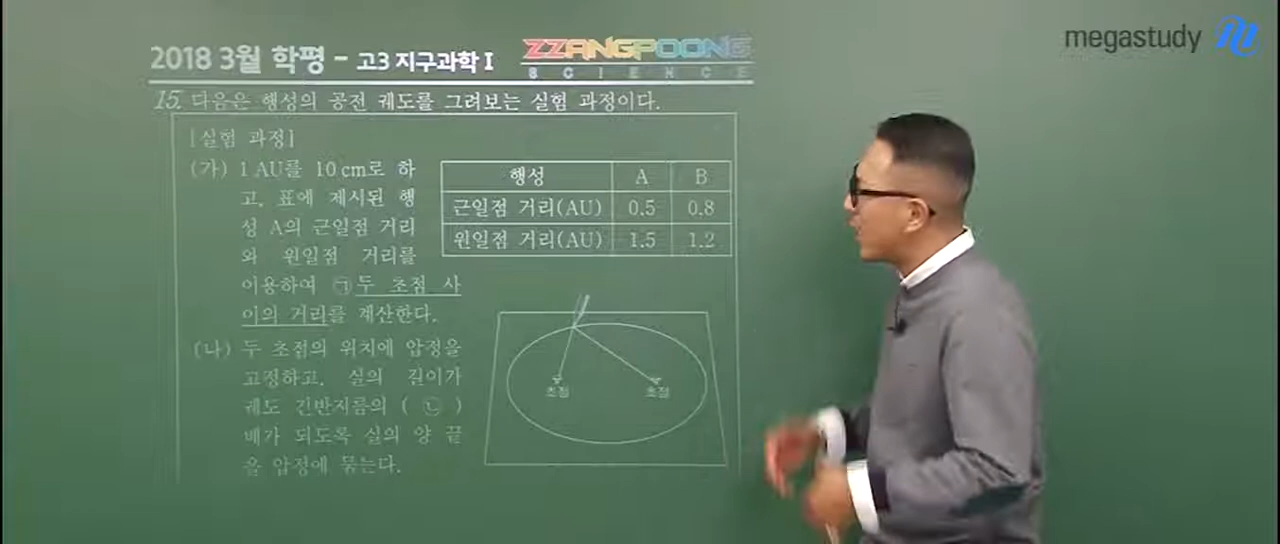 megastudy
2018 3월 학평 - 고3 지구과학 I
ZZANGPOONG
SCIENCE
15. 다음은 행성의 공전 궤도를 그려보는 실험 과정이다.
[실험 과정]
(가) 1 AU를 10 cm로 하
고, 표에 제시된 행
성 A의 근일점 거리
와 원일점 거리를
이용하여 ㉠두 초점 사
이의 거리를 계산한다.
행성 A B
근일점 거리(AU) 0.5 0.8
원일점 거리(AU) 1.5 1.2
(나) 두 초점의 위치에 압정을
고정하고, 실의 길이가
궤도 긴반지름의 ( ㉡ )
배가 되도록 실의 양 끝
을 압정에 묶는다.
초점 초점